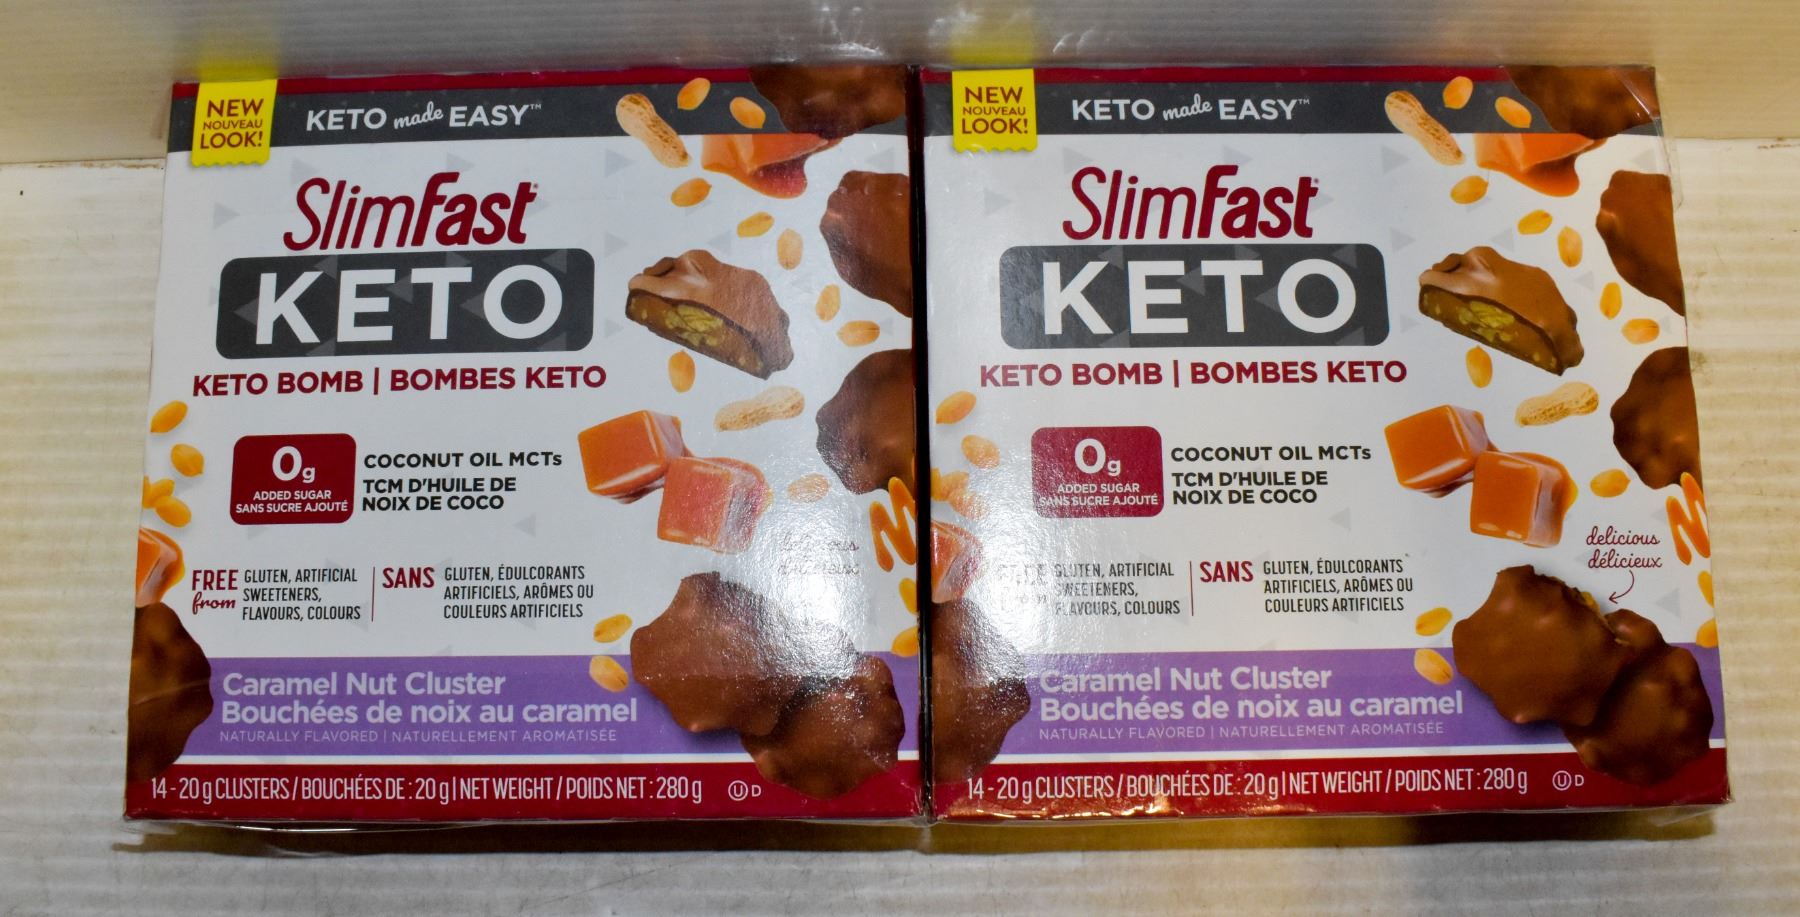 NEW
NOUVEAU
LOOK!
KETO made EASY™
SlimFast
KETO
KETO BOMB | BOMBES KETO
0g
ADDED SUGAR
SANS SUCRE AJOUTÉ
COCONUT OIL MCTs
TCM D'HUILE DE
NOIX DE COCO
FREE from
GLUTEN, ARTIFICIAL
SWEETENERS,
FLAVOURS, COLOURS
SANS
GLUTEN, ÉDULCORANTS
ARTIFICIELS, ARÔMES OU
COULEURS ARTIFICIELS
Caramel Nut Cluster
Bouchées de noix au caramel
NATURALLY FLAVORED | NATURELLEMENT AROMATISÉE
14 - 20 g CLUSTERS / BOUCHÉES DE : 20 g | NET WEIGHT / POIDS NET : 280 g
U D
NEW
NOUVEAU
LOOK!
KETO made EASY™
SlimFast
KETO
KETO BOMB | BOMBES KETO
0g
ADDED SUGAR
SANS SUCRE AJOUTÉ
COCONUT OIL MCTs
TCM D'HUILE DE
NOIX DE COCO
GLUTEN, ARTIFICIAL
SWEETENERS,
FLAVOURS, COLOURS
SANS
GLUTEN, ÉDULCORANTS
ARTIFICIELS, ARÔMES OU
COULEURS ARTIFICIELS
delicious
délicieux
Caramel Nut Cluster
Bouchées de noix au caramel
NATURALLY FLAVORED | NATURELLEMENT AROMATISÉE
14 - 20 g CLUSTERS / BOUCHÉES DE : 20 g | NET WEIGHT / POIDS NET : 280 g
U D